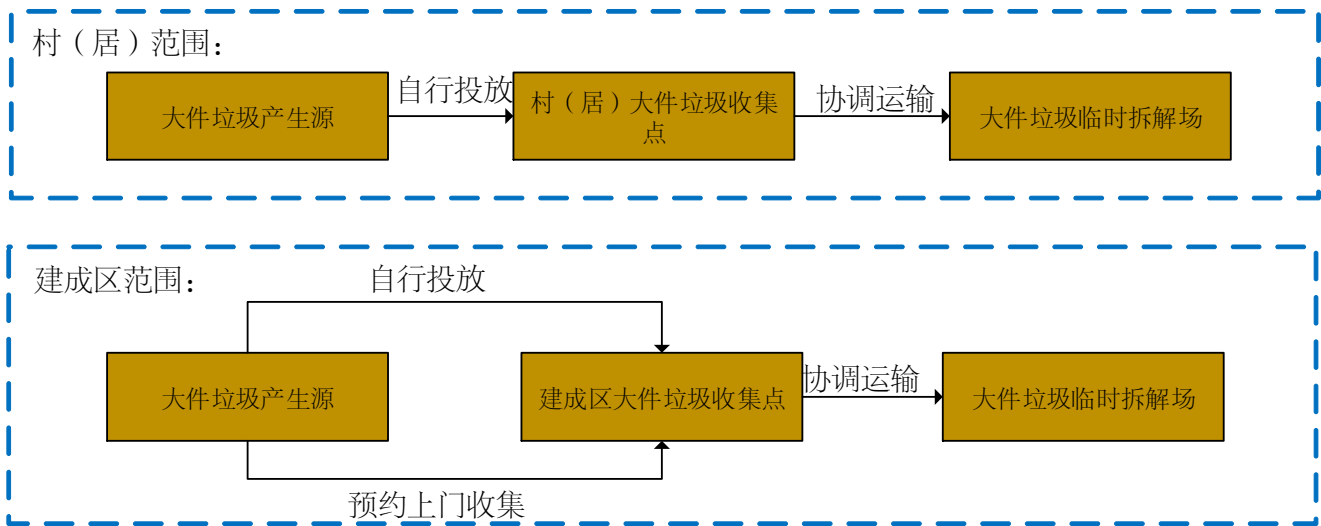 村（居）范围：
大件垃圾产生源
自行投放
村（居）大件垃圾收集
点
协调运输
大件垃圾临时拆解场
建成区范围：
自行投放
大件垃圾产生源
建成区大件垃圾收集点
协调运输
大件垃圾临时拆解场
预约上门收集